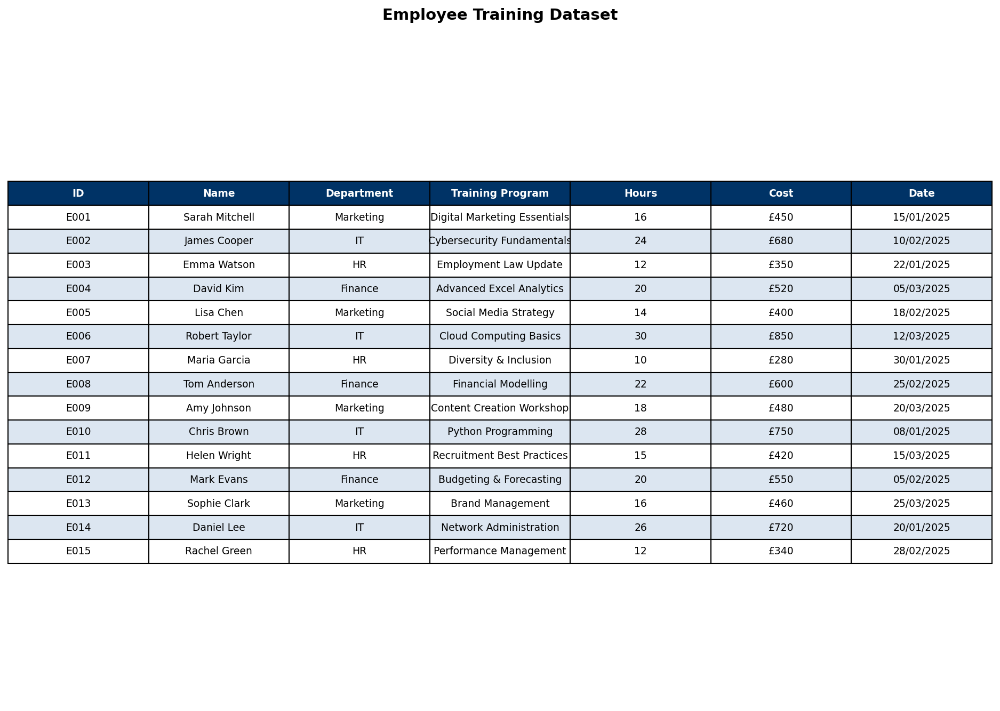 Employee Training Dataset
ID Name Department Training Program Hours Cost Date
E001 Sarah Mitchell Marketing Digital Marketing Essentials 16 £450 15/01/2025
E002 James Cooper IT Cybersecurity Fundamentals 24 £680 10/02/2025
E003 Emma Watson HR Employment Law Update 12 £350 22/01/2025
E004 David Kim Finance Advanced Excel Analytics 20 £520 05/03/2025
E005 Lisa Chen Marketing Social Media Strategy 14 £400 18/02/2025
E006 Robert Taylor IT Cloud Computing Basics 30 £850 12/03/2025
E007 Maria Garcia HR Diversity & Inclusion 10 £280 30/01/2025
E008 Tom Anderson Finance Financial Modelling 22 £600 25/02/2025
E009 Amy Johnson Marketing Content Creation Workshop 18 £480 20/03/2025
E010 Chris Brown IT Python Programming 28 £750 08/01/2025
E011 Helen Wright HR Recruitment Best Practices 15 £420 15/03/2025
E012 Mark Evans Finance Budgeting & Forecasting 20 £550 05/02/2025
E013 Sophie Clark Marketing Brand Management 16 £460 25/03/2025
E014 Daniel Lee IT Network Administration 26 £720 20/01/2025
E015 Rachel Green HR Performance Management 12 £340 28/02/2025